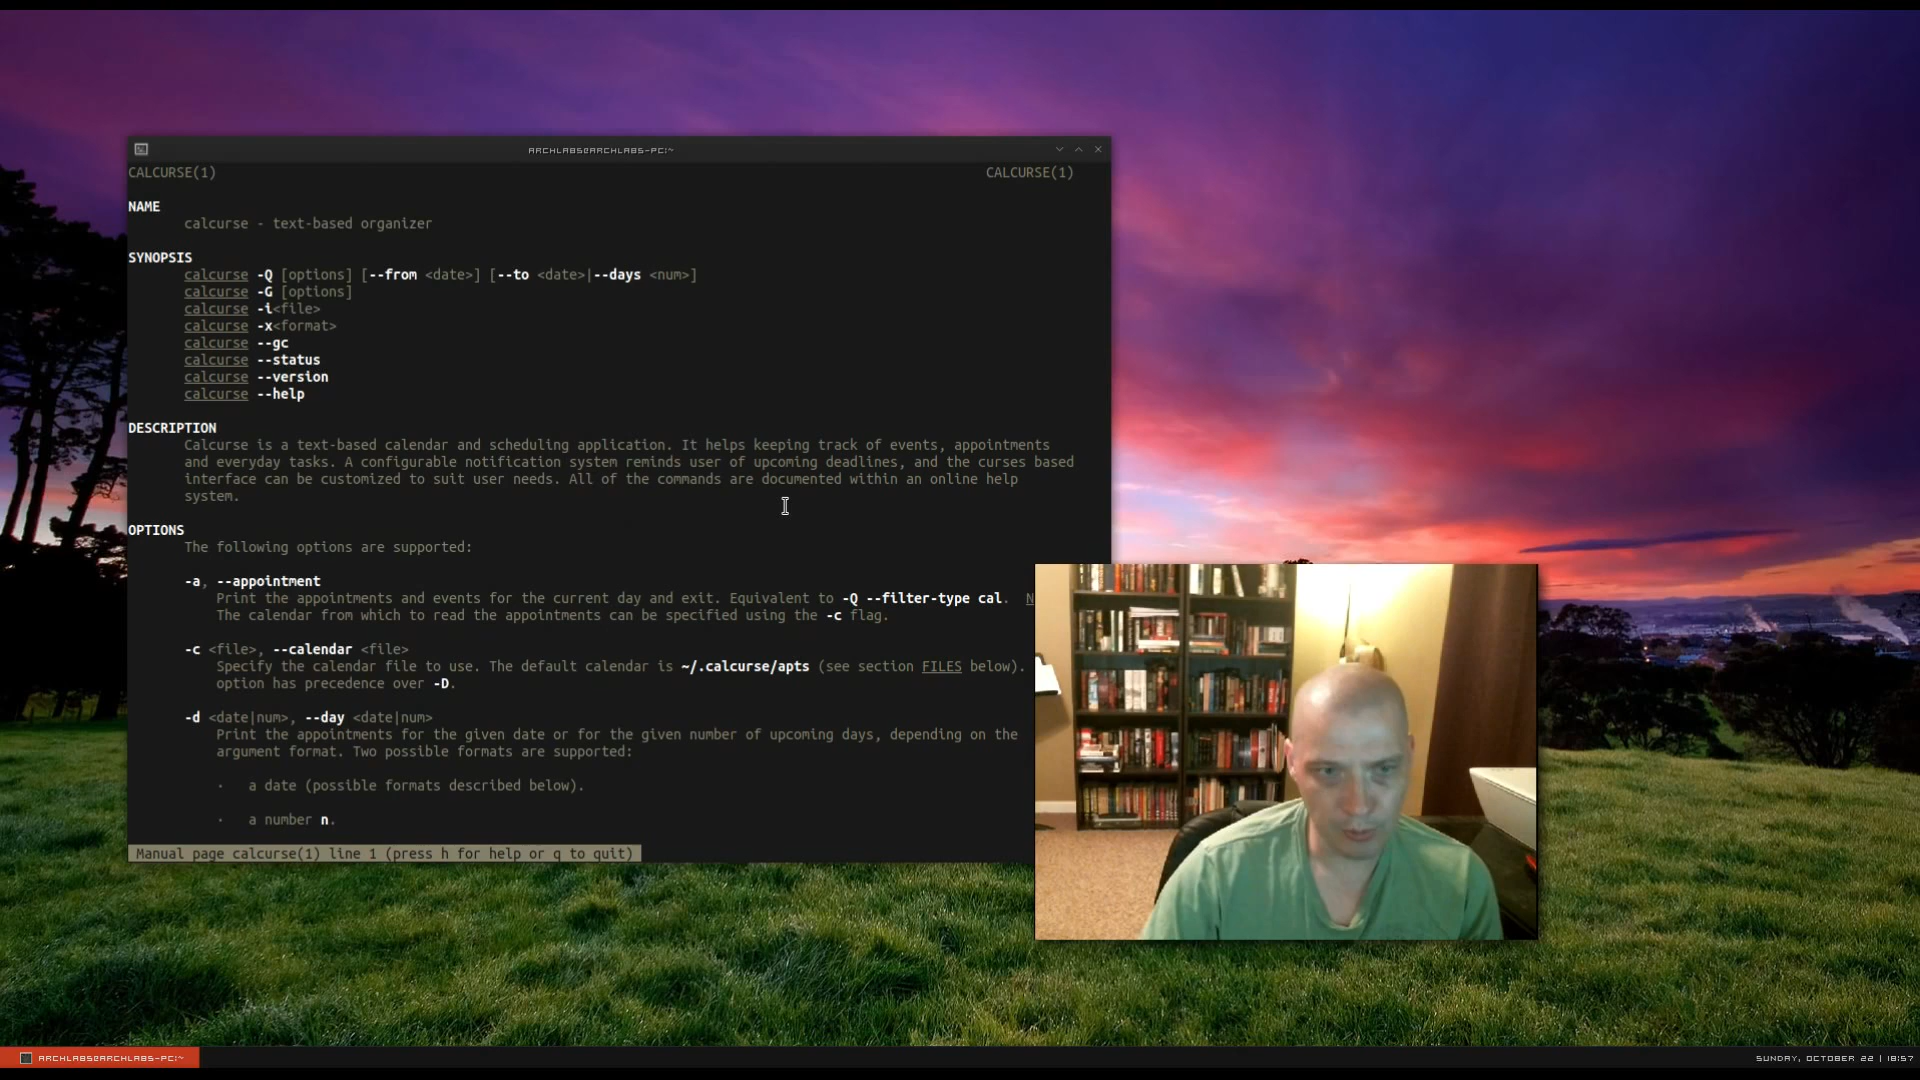 ARCHLABS@ARCHLABS-PC:~
CALCURSE(1) CALCURSE(1)
NAME
calcurse - text-based organizer
SYNOPSIS
calcurse -Q [options] [--from <date>] [--to <date>|--days <num>]
calcurse -G [options]
calcurse -i<file>
calcurse -x<format>
calcurse --gc
calcurse --status
calcurse --version
calcurse --help
DESCRIPTION
Calcurse is a text-based calendar and scheduling application. It helps keeping track of events, appointments
and everyday tasks. A configurable notification system reminds user of upcoming deadlines, and the curses based
interface can be customized to suit user needs. All of the commands are documented within an online help
system.
OPTIONS
The following options are supported:
-a, --appointment
Print the appointments and events for the current day and exit. Equivalent to -Q --filter-type cal. N
The calendar from which to read the appointments can be specified using the -c flag.
-c <file>, --calendar <file>
Specify the calendar file to use. The default calendar is ~/.calcurse/apts (see section FILES below).
option has precedence over -D.
-d <date|num>, --day <date|num>
Print the appointments for the given date or for the given number of upcoming days, depending on the
argument format. Two possible formats are supported:
· a date (possible formats described below).
· a number n.
Manual page calcurse(1) line 1 (press h for help or q to quit)
ARCHLABS@ARCHLABS-PC:~
SUNDAY, OCTOBER 22 | 18:57